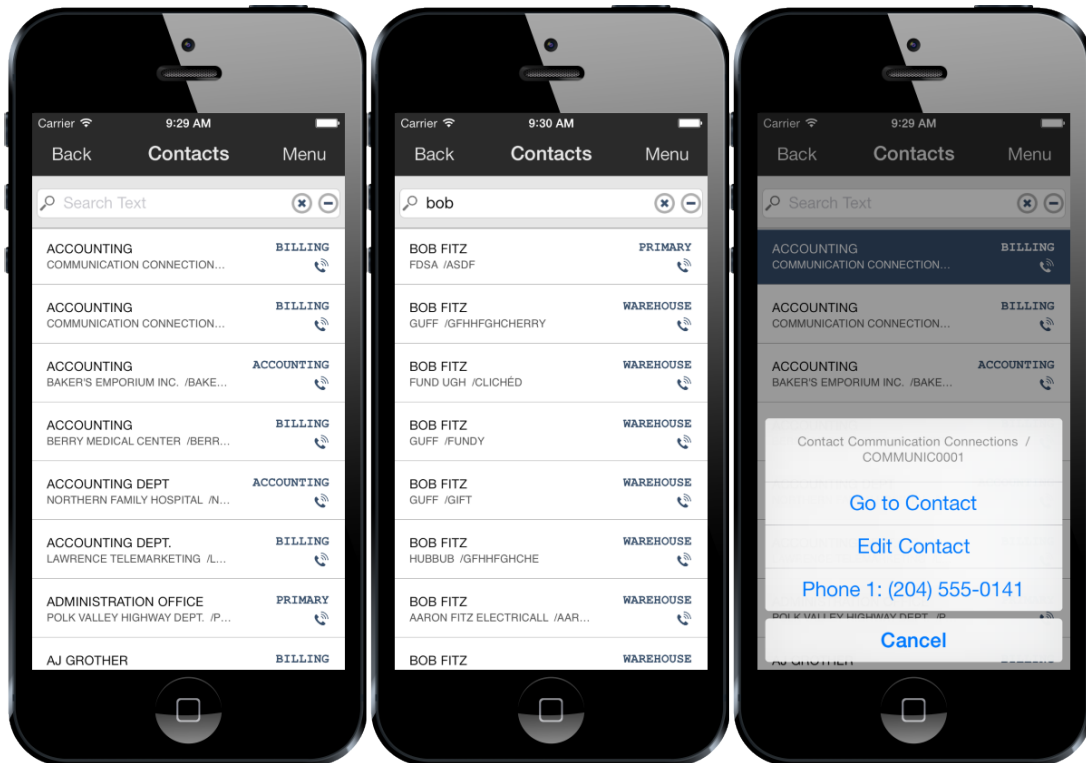 Carrier 9:29 AM
Back Contacts Menu
Search Text
ACCOUNTING BILLING
COMMUNICATION CONNECTION...
ACCOUNTING BILLING
COMMUNICATION CONNECTION...
ACCOUNTING ACCOUNTING
BAKER'S EMPORIUM INC. /BAKE...
ACCOUNTING BILLING
BERRY MEDICAL CENTER /BERR...
ACCOUNTING DEPT ACCOUNTING
NORTHERN FAMILY HOSPITAL /N...
ACCOUNTING DEPT. BILLING
LAWRENCE TELEMARKETING /L...
ADMINISTRATION OFFICE PRIMARY
POLK VALLEY HIGHWAY DEPT. /P...
AJ GROTHER BILLING
Carrier 9:30 AM
Back Contacts Menu
bob
BOB FITZ PRIMARY
FDSA /ASDF
BOB FITZ WAREHOUSE
GUFF /GFHHFGHCHERRY
BOB FITZ WAREHOUSE
FUND UGH /CLICHÉD
BOB FITZ WAREHOUSE
GUFF /FUNDY
BOB FITZ WAREHOUSE
GUFF /GIFT
BOB FITZ WAREHOUSE
HUBBUB /GFHHFGHCHE
BOB FITZ WAREHOUSE
AARON FITZ ELECTRICALL /AAR...
BOB FITZ WAREHOUSE
Carrier 9:29 AM
Back Contacts Menu
Search Text
ACCOUNTING BILLING
COMMUNICATION CONNECTION...
ACCOUNTING BILLING
COMMUNICATION CONNECTION...
ACCOUNTING ACCOUNTING
BAKER'S EMPORIUM INC. /BAKE...
Contact Communication Connections /
COMMUNIC0001
Go to Contact
Edit Contact
Phone 1: (204) 555-0141
POLK VALLEY HIGHWAY DEPT. /P
Cancel
AJ GROTHER